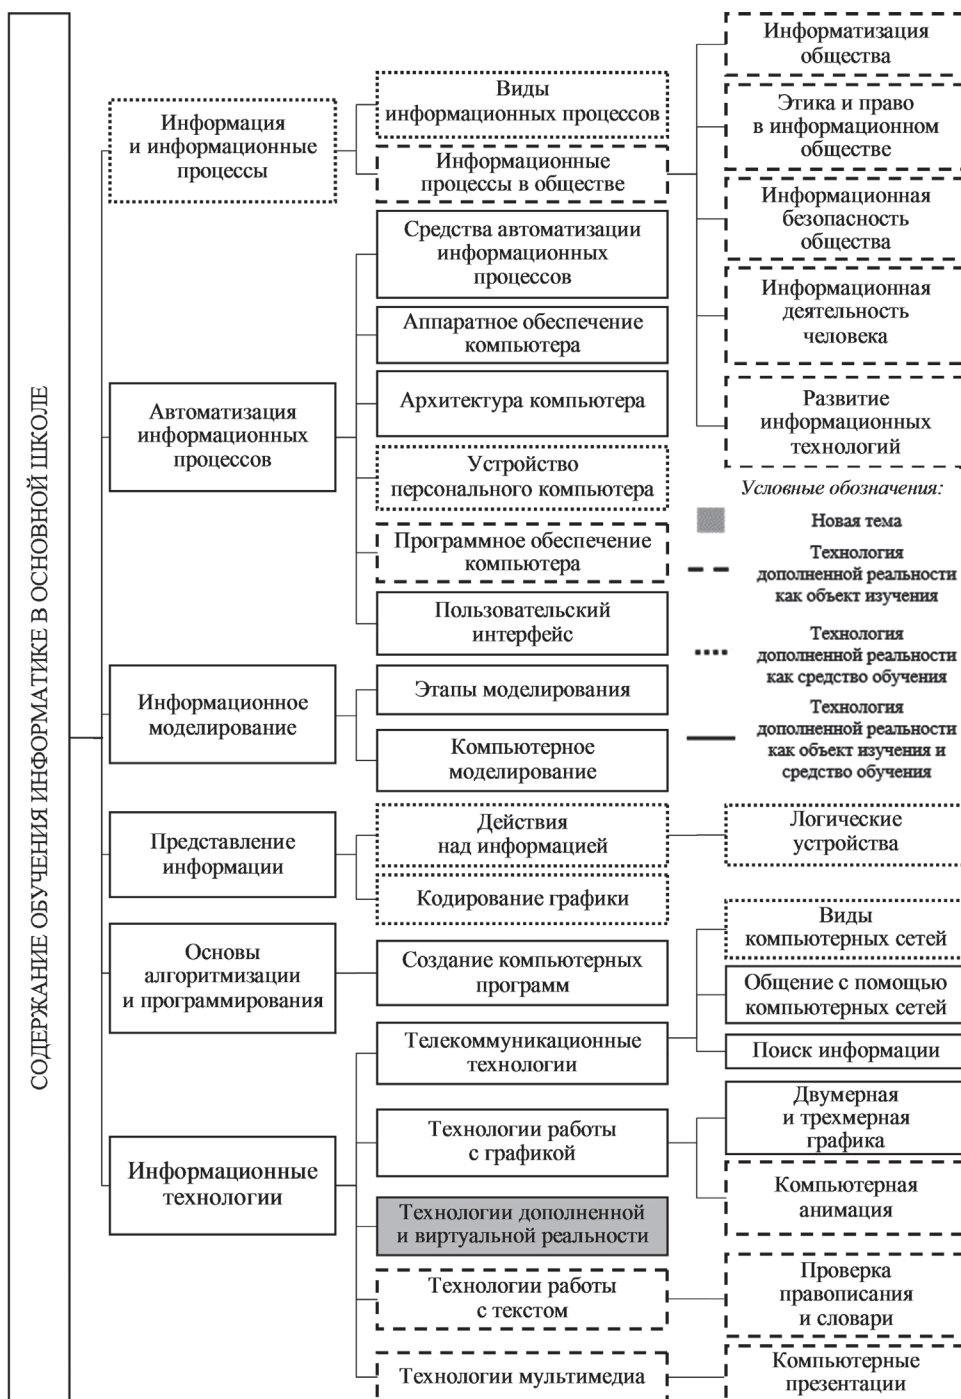 СОДЕРЖАНИЕ ОБУЧЕНИЯ ИНФОРМАТИКЕ В ОСНОВНОЙ ШКОЛЕ
Информация
и информационные
процессы
Виды
информационных процессов
Информационные
процессы в обществе
Информатизация
общества
Этика и право
в информационном
обществе
Информационная
безопасность
общества
Информационная
деятельность
человека
Развитие
информационных
технологий
Автоматизация
информационных
процессов
Средства автоматизации
информационных
процессов
Аппаратное обеспечение
компьютера
Архитектура компьютера
Устройство
персонального компьютера
Программное обеспечение
компьютера
Пользовательский
интерфейс
Условные обозначения:
Новая тема
Технология
дополненной реальности
как объект изучения
Технология
дополненной реальности
как средство обучения
Технология
дополненной реальности
как объект изучения и
средство обучения
Информационное
моделирование
Этапы моделирования
Компьютерное
моделирование
Представление
информации
Действия
над информацией
Логические
устройства
Кодирование графики
Основы
алгоритмизации
и программирования
Создание компьютерных
программ
Информационные
технологии
Телекоммуникационные
технологии
Виды
компьютерных сетей
Общение с помощью
компьютерных сетей
Поиск информации
Технологии работы
с графикой
Двумерная
и трехмерная
графика
Компьютерная
анимация
Технологии дополненной
и виртуальной реальности
Технологии работы
с текстом
Проверка
правописания
и словари
Технологии мультимедиа
Компьютерные
презентации